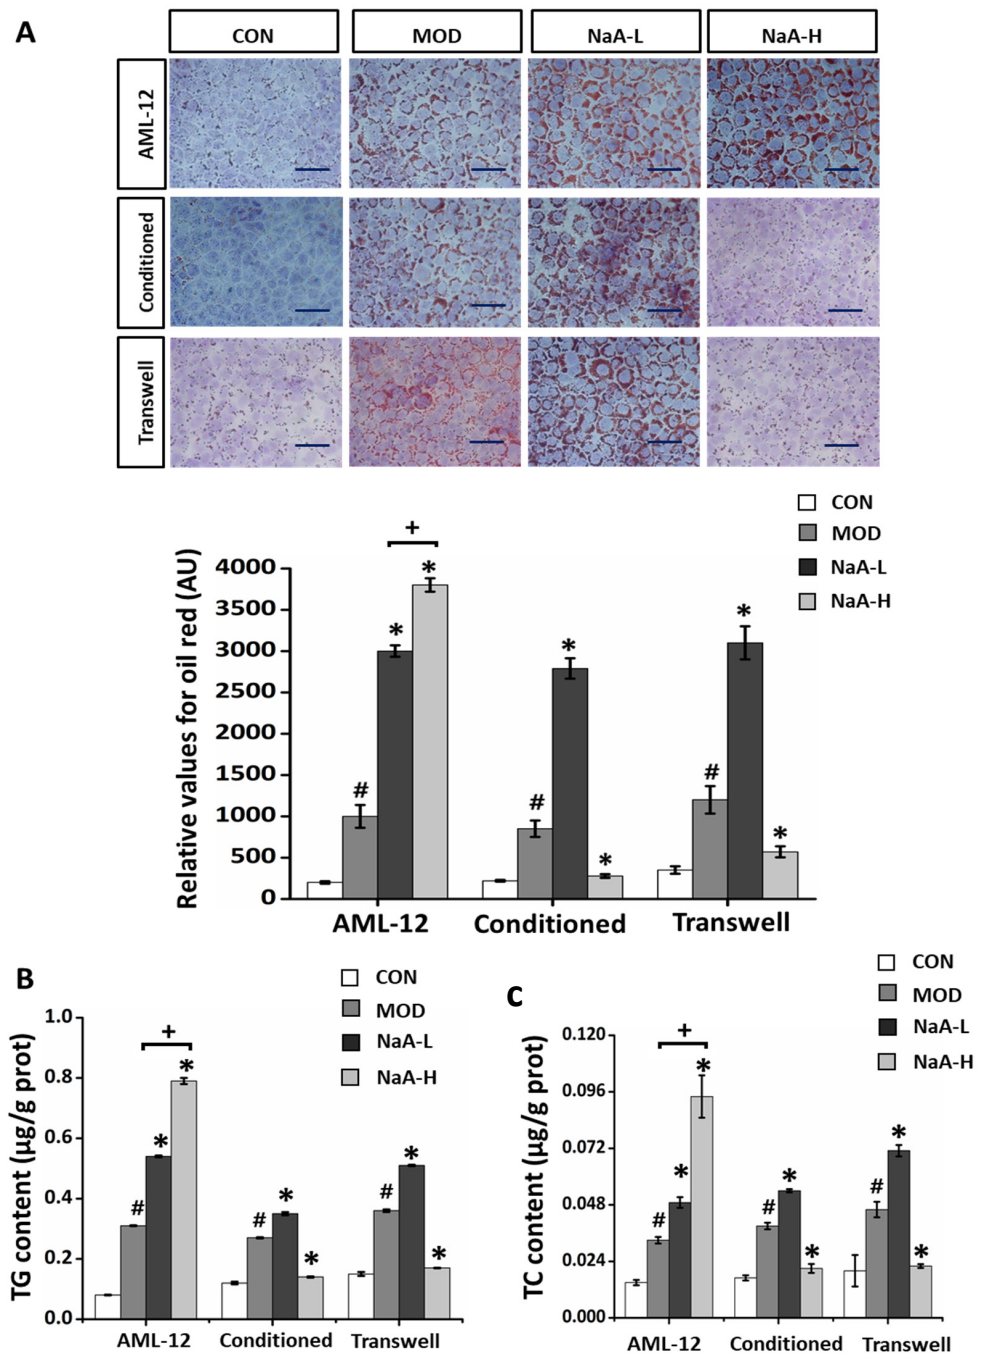 A
CON MOD NaA-L NaA-H
AML-12
Conditioned
Transwell
CON
MOD
NaA-L
NaA-H
+
Relative values for oil red (AU)
4000
3500
3000
2500
2000
1500
1000
500
0
# * *
# * *
# * *
AML-12 Conditioned Transwell
B
CON
MOD
NaA-L
NaA-H
+
TG content (µg/g prot)
1.0
0.8
0.6
0.4
0.2
0.0
# * *
# * *
# * *
AML-12 Conditioned Transwell
C
CON
MOD
NaA-L
NaA-H
+
TC content (µg/g prot)
0.120
0.096
0.072
0.048
0.024
0.000
# * *
# * *
# * *
AML-12 Conditioned Transwell